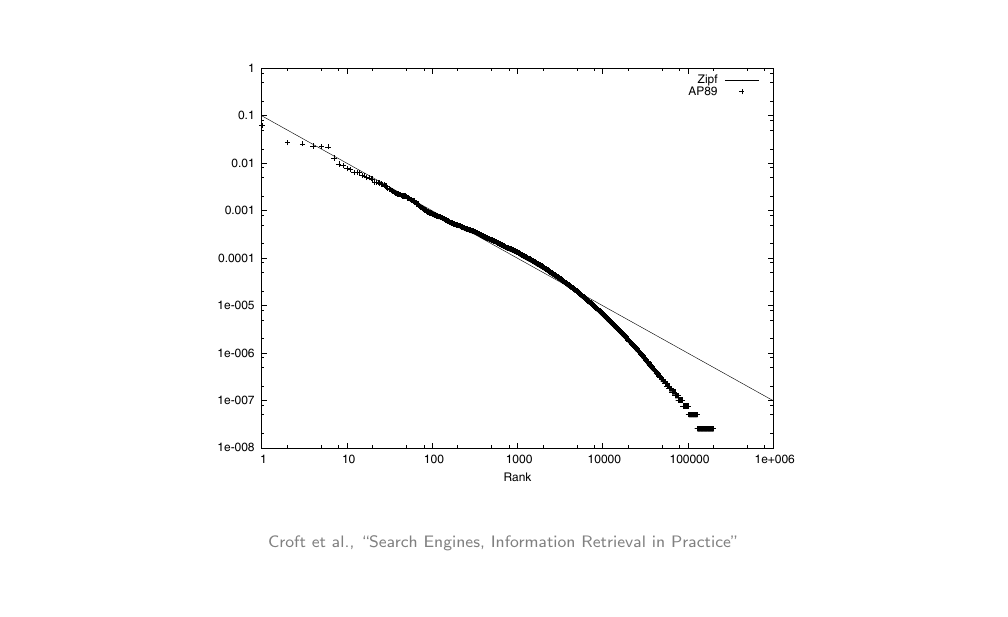 1
Zipf
AP89
0.1
0.01
0.001
0.0001
1e-005
1e-006
1e-007
1e-008
1 10 100 1000 10000 100000 1e+006
Rank
Croft et al., “Search Engines, Information Retrieval in Practice”